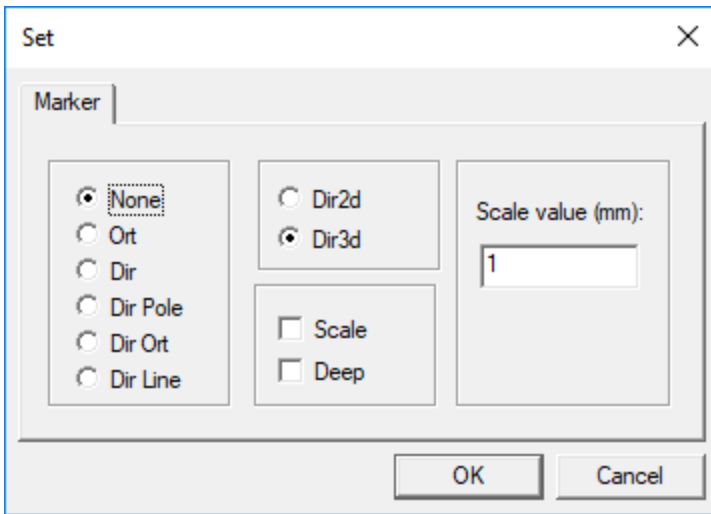 Set
Marker
None
Ort
Dir
Dir Pole
Dir Ort
Dir Line
Dir2d
Dir3d
Scale
Deep
Scale value (mm):
1
OK
Cancel